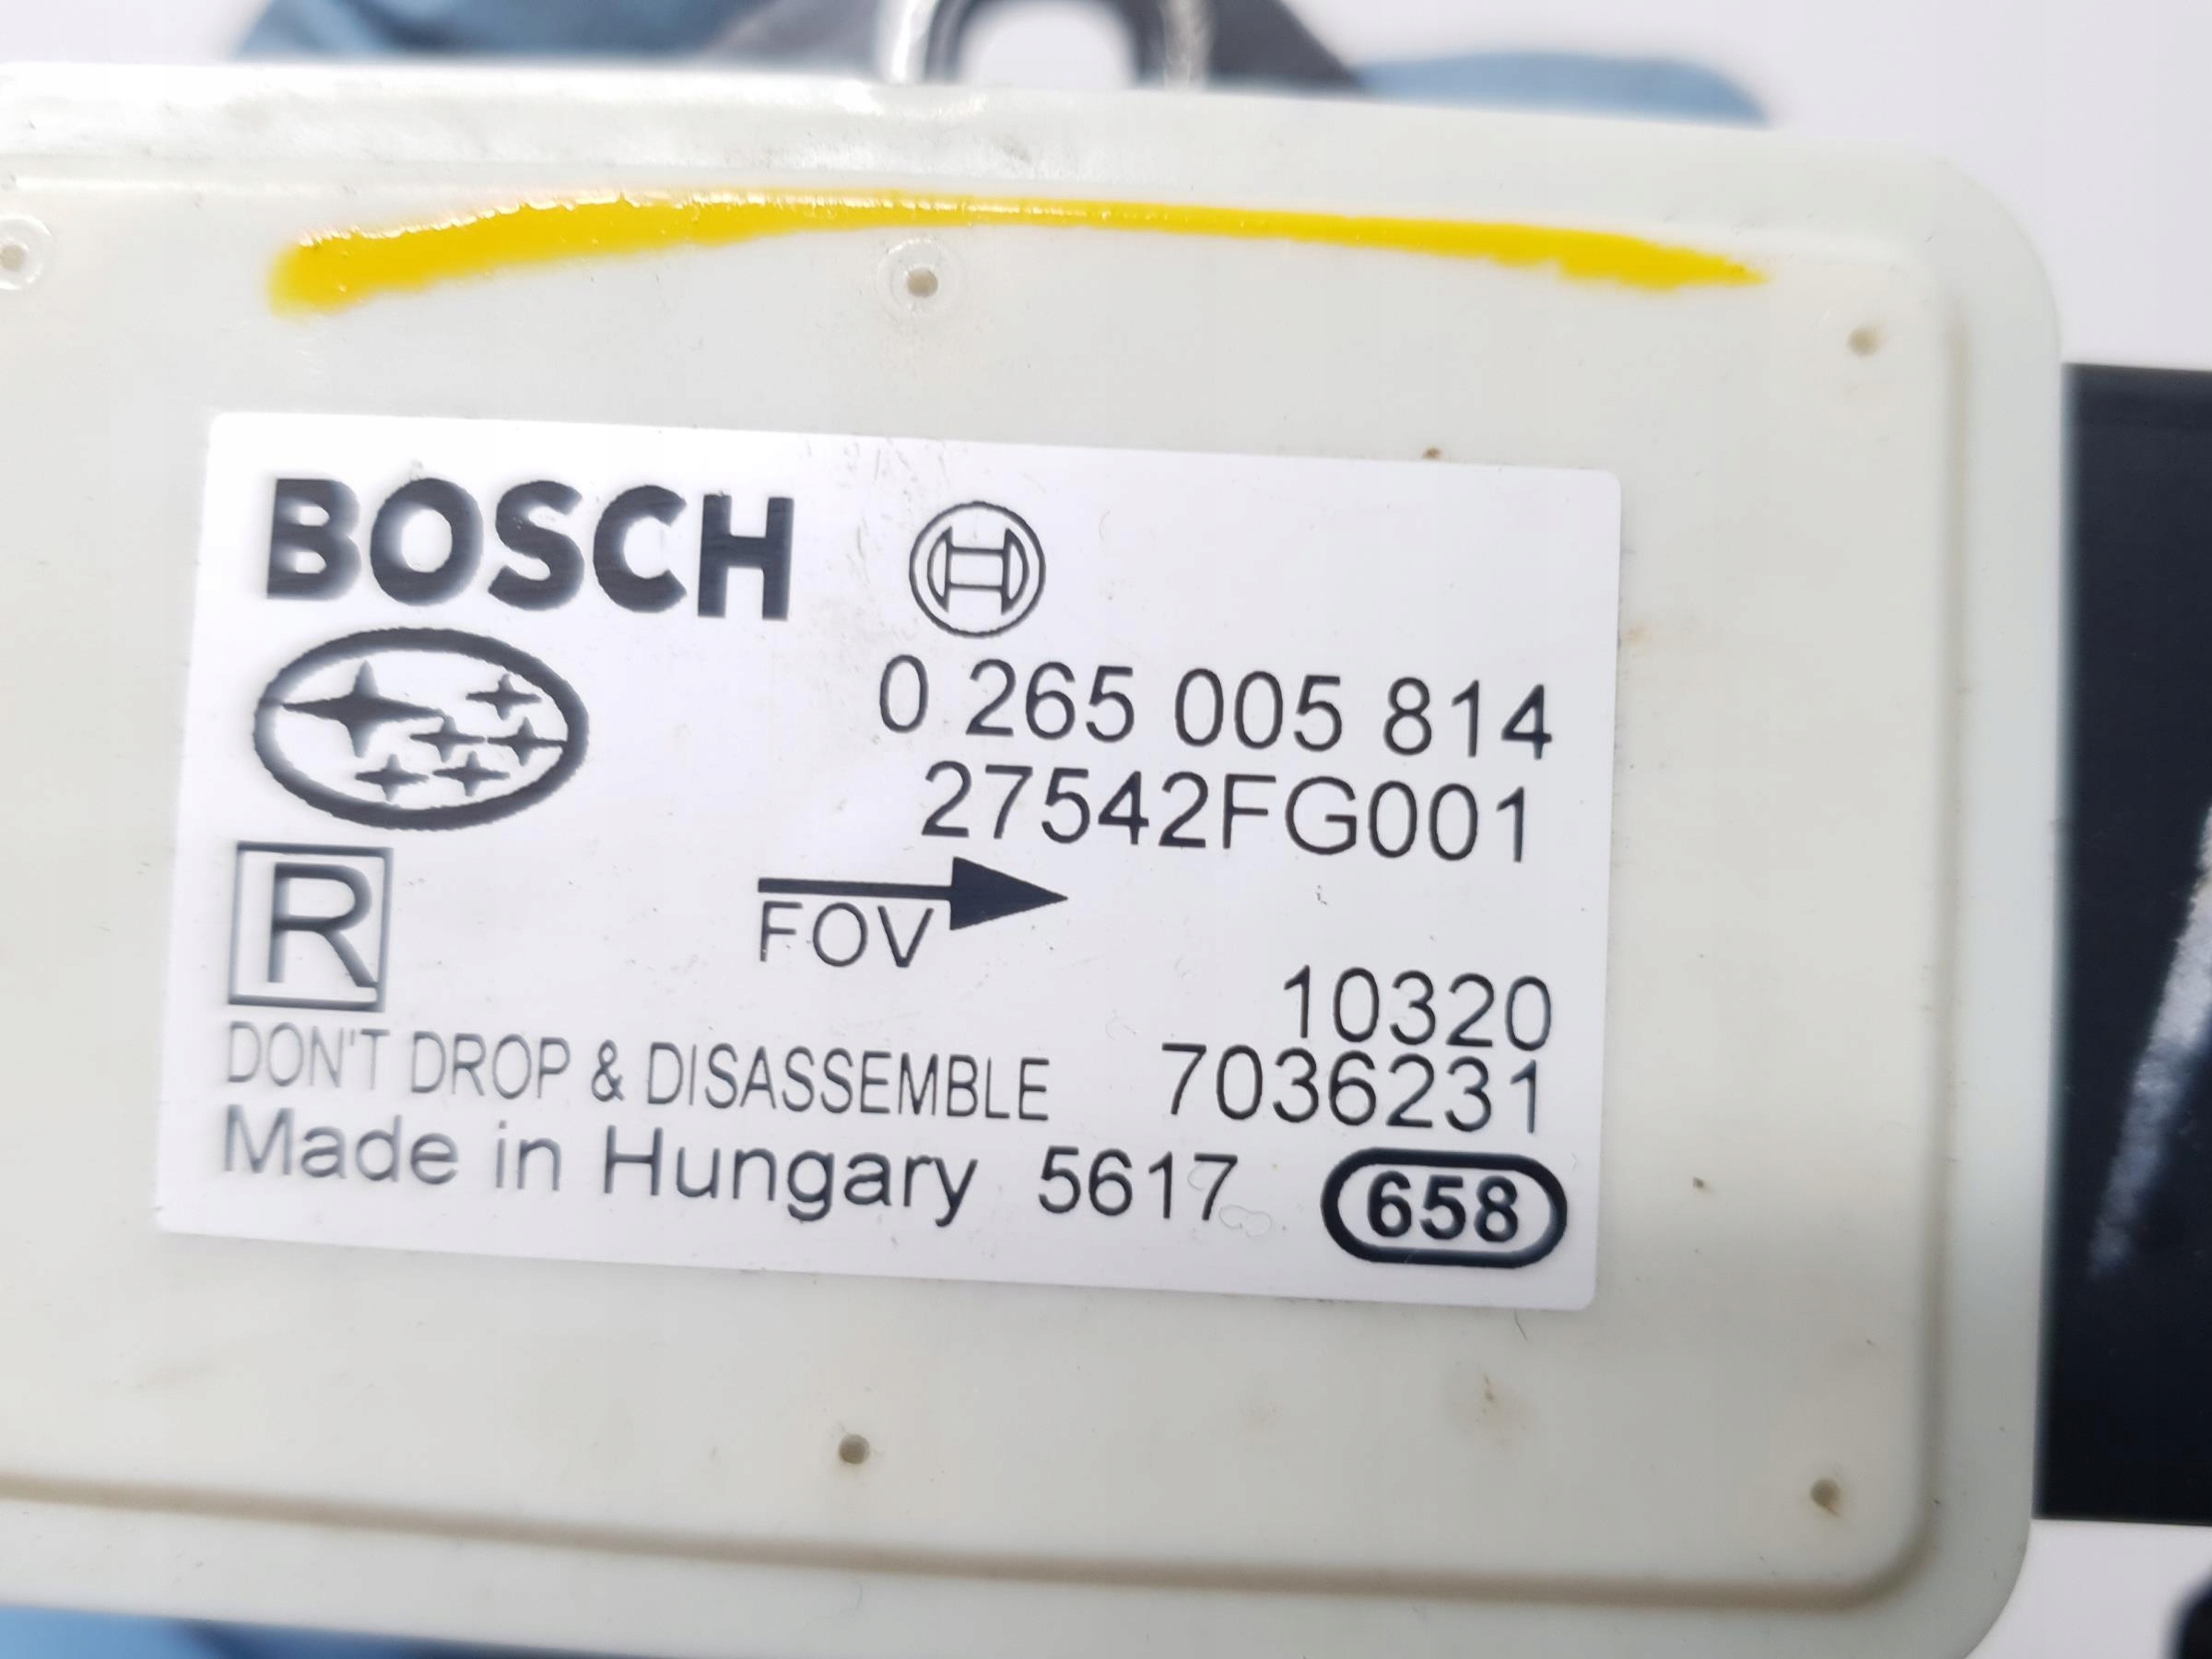 BOSCH
0 265 005 814
27542FG001
R
FOV
10320
DON'T DROP & DISASSEMBLE 7036231
Made in Hungary 5617 658